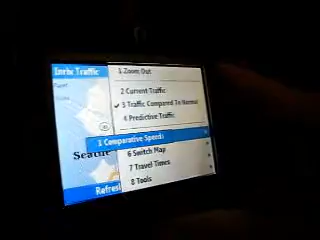 Inrix Traffic
1 Zoom Out
2 Current Traffic
3 Traffic Compared To Normal
4 Predictive Traffic
1 Comparative Speeds
6 Switch Map
7 Travel Times
8 Tools
Seattle
Refresh